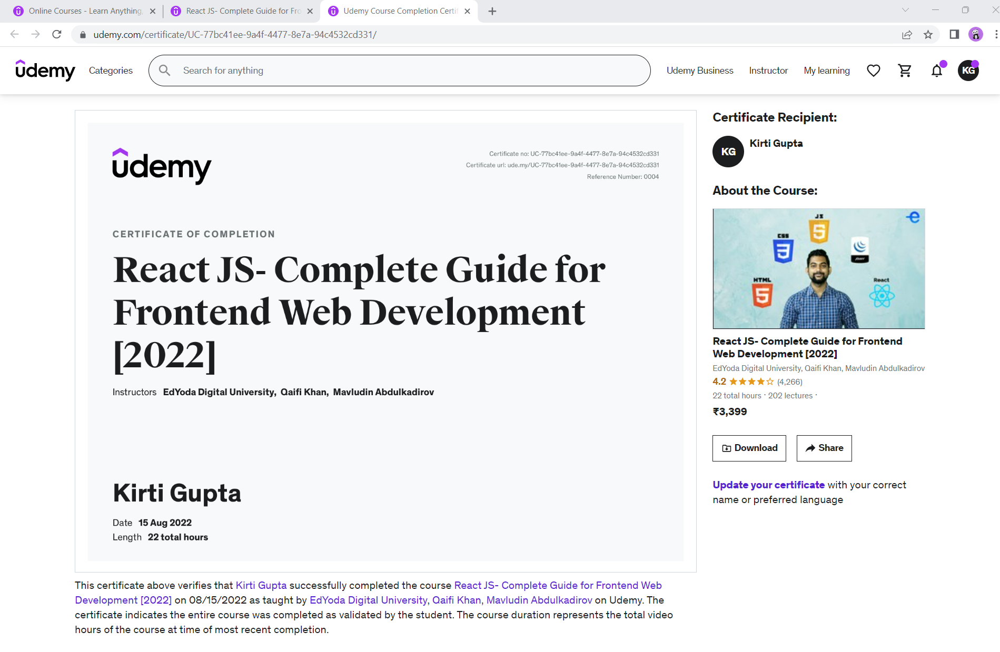 Online Courses - Learn Anything,
React JS- Complete Guide for Fro
Udemy Course Completion Certif
udemy.com/certificate/UC-77bc41ee-9a4f-4477-8e7a-94c4532cd331/
udemy
Categories
Search for anything
Udemy Business
Instructor
My learning
KG
udemy
Certificate no: UC-77bc41ee-9a4f-4477-8e7a-94c4532cd331
Certificate url: ude.my/UC-77bc41ee-9a4f-4477-8e7a-94c4532cd331
Reference Number: 0004
CERTIFICATE OF COMPLETION
React JS- Complete Guide for
Frontend Web Development
[2022]
Instructors EdYoda Digital University, Qaifi Khan, Mavludin Abdulkadirov
Kirti Gupta
Date 15 Aug 2022
Length 22 total hours
This certificate above verifies that Kirti Gupta successfully completed the course React JS- Complete Guide for Frontend Web
Development [2022] on 08/15/2022 as taught by EdYoda Digital University, Qaifi Khan, Mavludin Abdulkadirov on Udemy. The
certificate indicates the entire course was completed as validated by the student. The course duration represents the total video
hours of the course at time of most recent completion.
Certificate Recipient:
KG
Kirti Gupta
About the Course:
JS
5
CSS
3
HTML
5
jQuery
React
e
React JS- Complete Guide for Frontend
Web Development [2022]
EdYoda Digital University, Qaifi Khan, Mavludin Abdulkadirov
4.2 (4,266)
22 total hours · 202 lectures ·
₹3,399
Download
Share
Update your certificate with your correct
name or preferred language